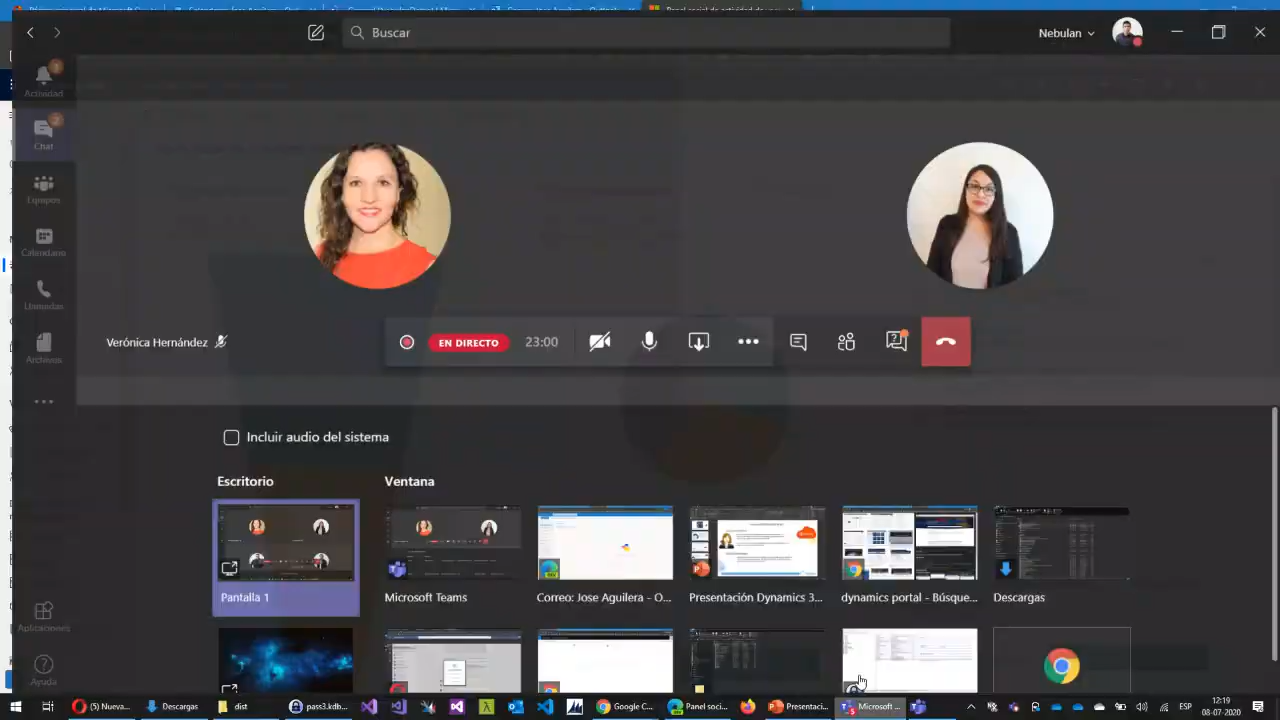 Buscar
Nebulan
Actividad
Chat
Equipos
Calendario
Llamadas
Archivos
Aplicaciones
Ayuda
Verónica Hernández
EN DIRECTO
23:00
Incluir audio del sistema
Escritorio
Ventana
Pantalla 1
Microsoft Teams
Correo: Jose Aguilera - O...
Presentación Dynamics 3...
dynamics portal - Búsque...
Descargas
(5) Nueva...
Descargas
dist
pass3.kdb...
Google C...
Panel soci...
Presentaci...
Microsoft ...
ESP
12:19
08-07-2020